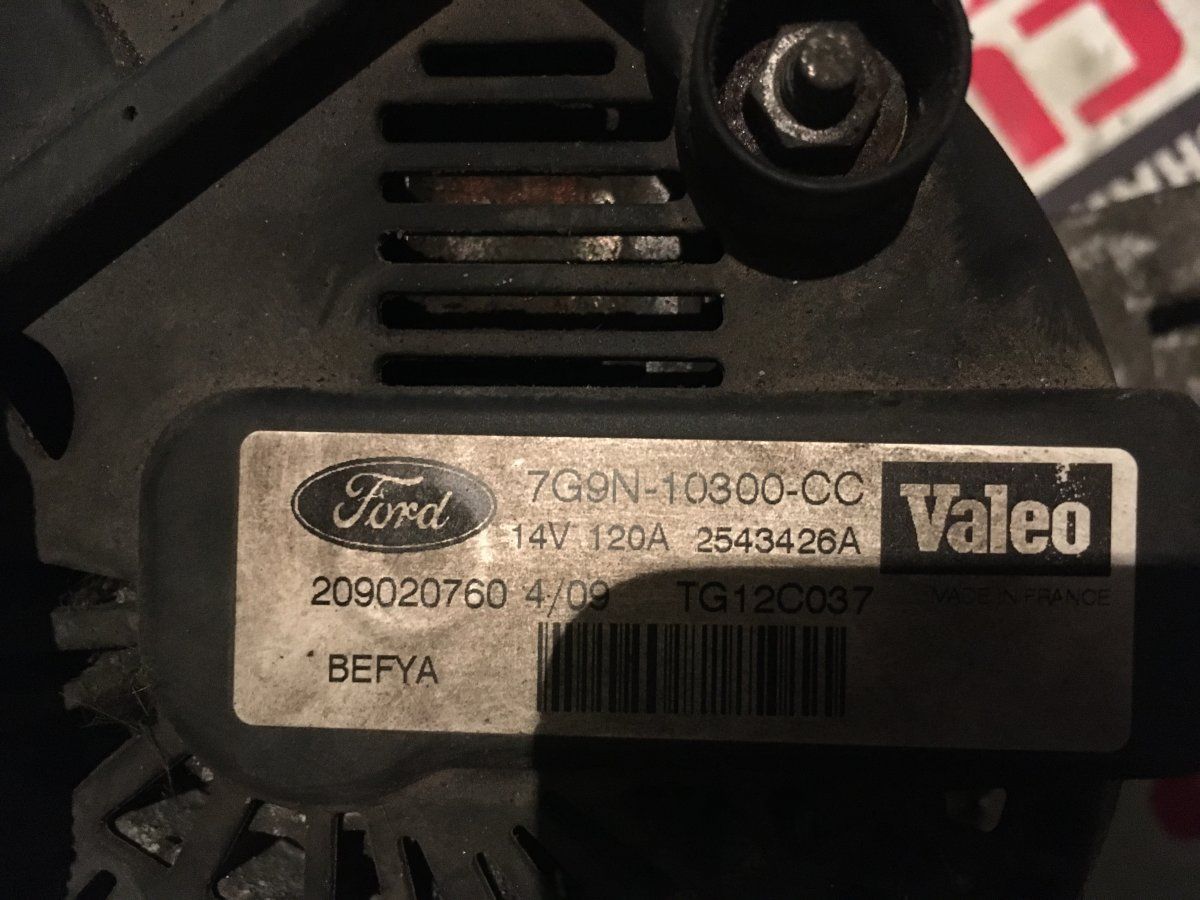 Ford
7G9N-10300-CC
Valeo
14V 120A 2543426A
209020760 4/09 TG12C037
MADE IN FRANCE
BEFYA